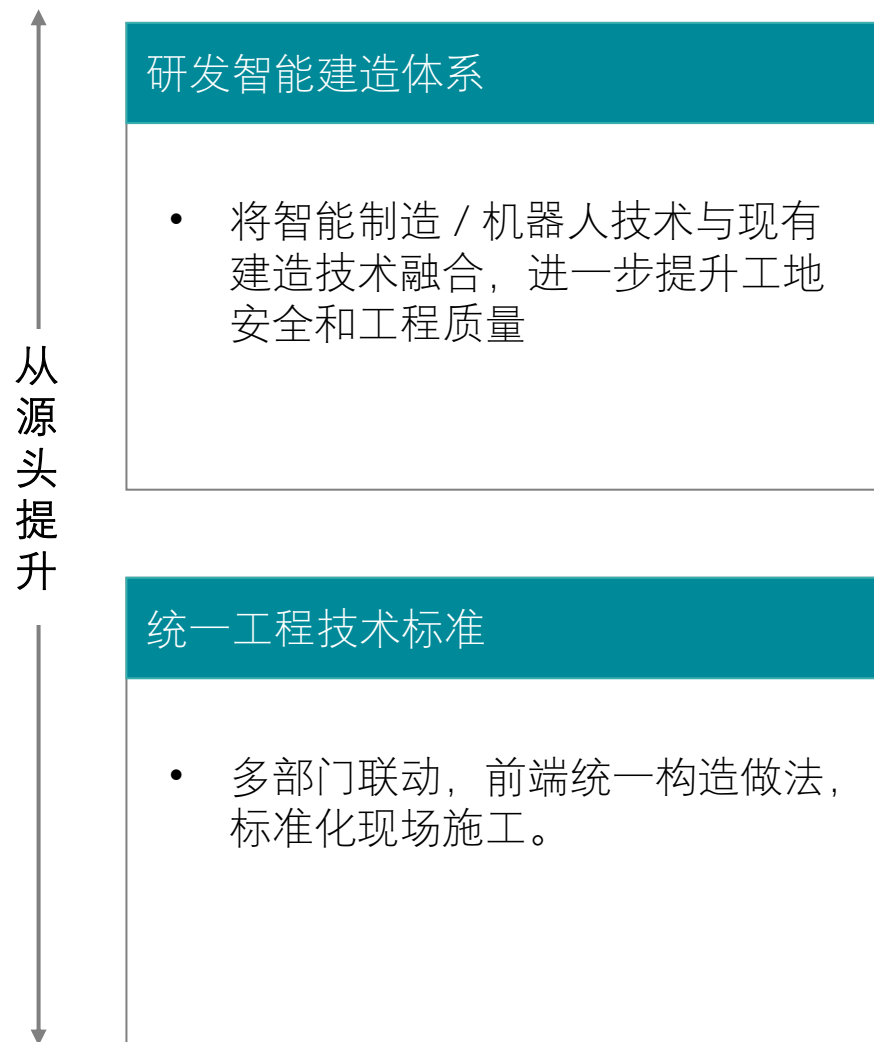 从源头提升
研发智能建造体系
• 将智能制造 / 机器人技术与现有
建造技术融合，进一步提升工地
安全和工程质量
统一工程技术标准
• 多部门联动，前端统一构造做法，
标准化现场施工。